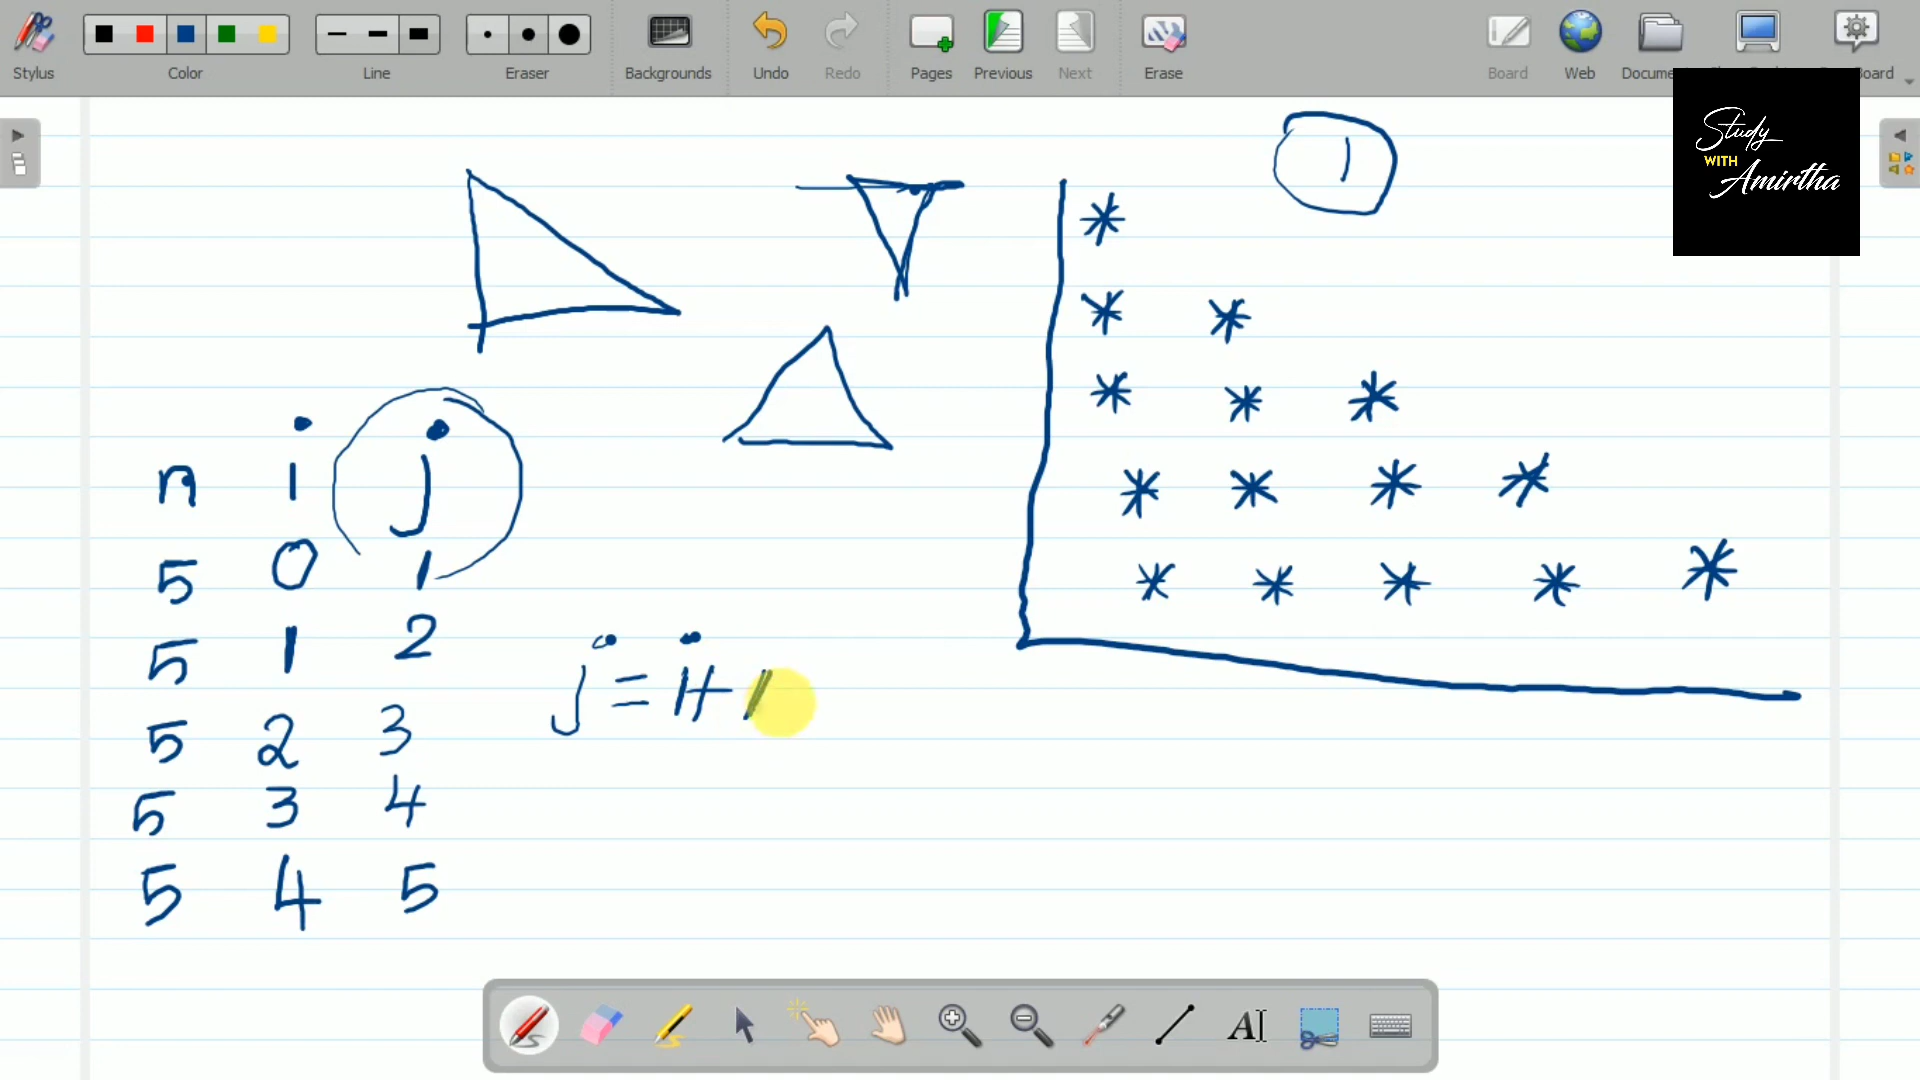 Stylus Color Line Eraser Backgrounds Undo Redo Pages Previous Next Erase Board Web
Study
WITH
Amirtha
1
*
* *
* * *
* * * *
* * * * *
n i j
5 0 1
5 1 2
j = i+1
5 2 3
5 3 4
5 4 5